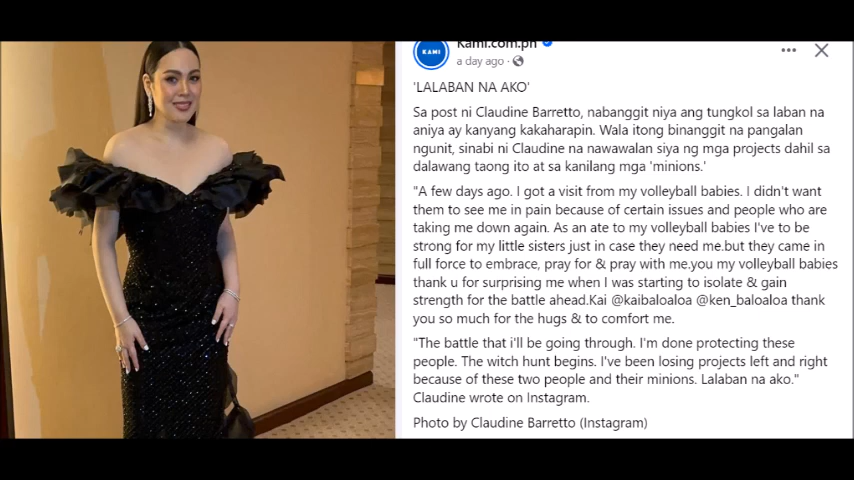 KAMI
Kami.com.ph
a day ago ·
'LALABAN NA AKO'
Sa post ni Claudine Barretto, nabanggit niya ang tungkol sa laban na
aniya ay kanyang kakaharapin. Wala itong binanggit na pangalan
ngunit, sinabi ni Claudine na nawawalan siya ng mga projects dahil sa
dalawang taong ito at sa kanilang mga 'minions.'
"A few days ago. I got a visit from my volleyball babies. I didn't want
them to see me in pain because of certain issues and people who are
taking me down again. As an ate to my volleyball babies I've to be
strong for my little sisters just in case they need me.but they came in
full force to embrace, pray for & pray with me.you my volleyball babies
thank u for surprising me when I was starting to isolate & gain
strength for the battle ahead.Kai @kaibaloaloa @ken_baloaloa thank
you so much for the hugs & to comfort me.
"The battle that i'll be going through. I'm done protecting these
people. The witch hunt begins. I've been losing projects left and right
because of these two people and their minions. Lalaban na ako."
Claudine wrote on Instagram.
Photo by Claudine Barretto (Instagram)